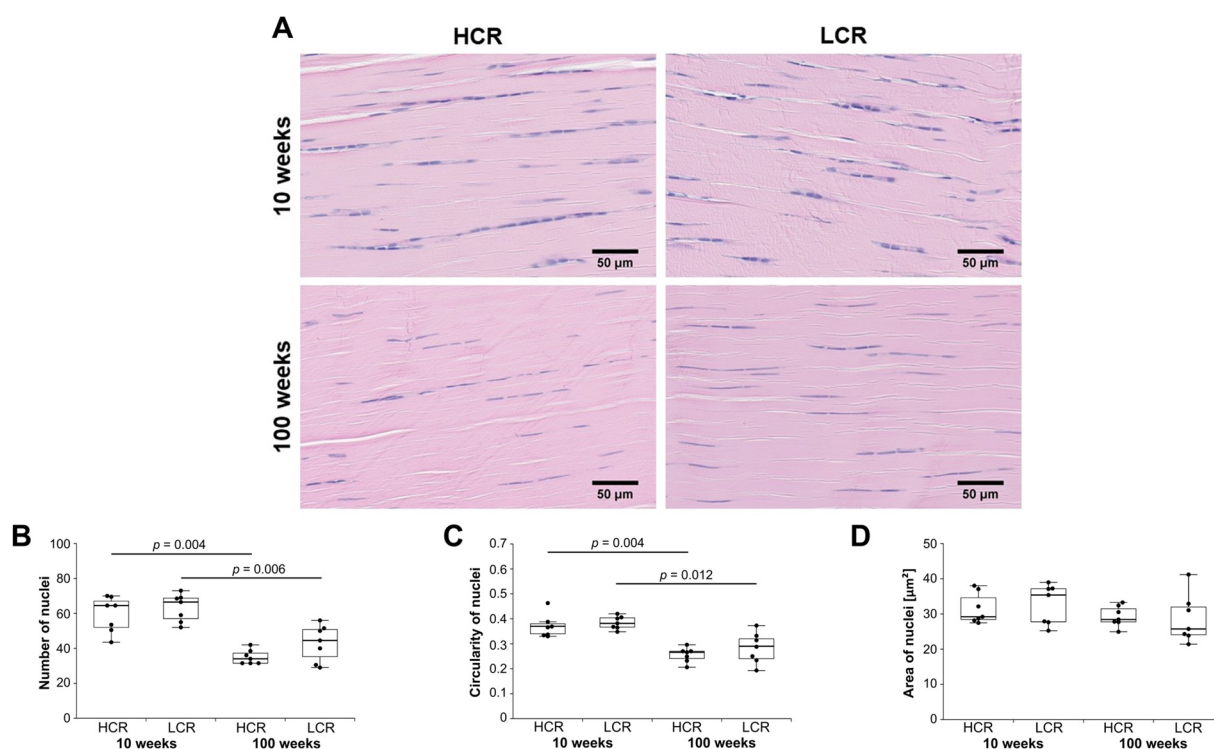 A
HCR LCR
10 weeks
50 µm 50 µm
100 weeks
50 µm 50 µm
B
Number of nuclei
100
80
60
40
20
0
p = 0.004
p = 0.006
HCR LCR HCR LCR
10 weeks 100 weeks
C
Circularity of nuclei
0.7
0.6
0.5
0.4
0.3
0.2
0.1
0
p = 0.004
p = 0.012
HCR LCR HCR LCR
10 weeks 100 weeks
D
Area of nuclei [µm²]
50
40
30
20
10
0
HCR LCR HCR LCR
10 weeks 100 weeks